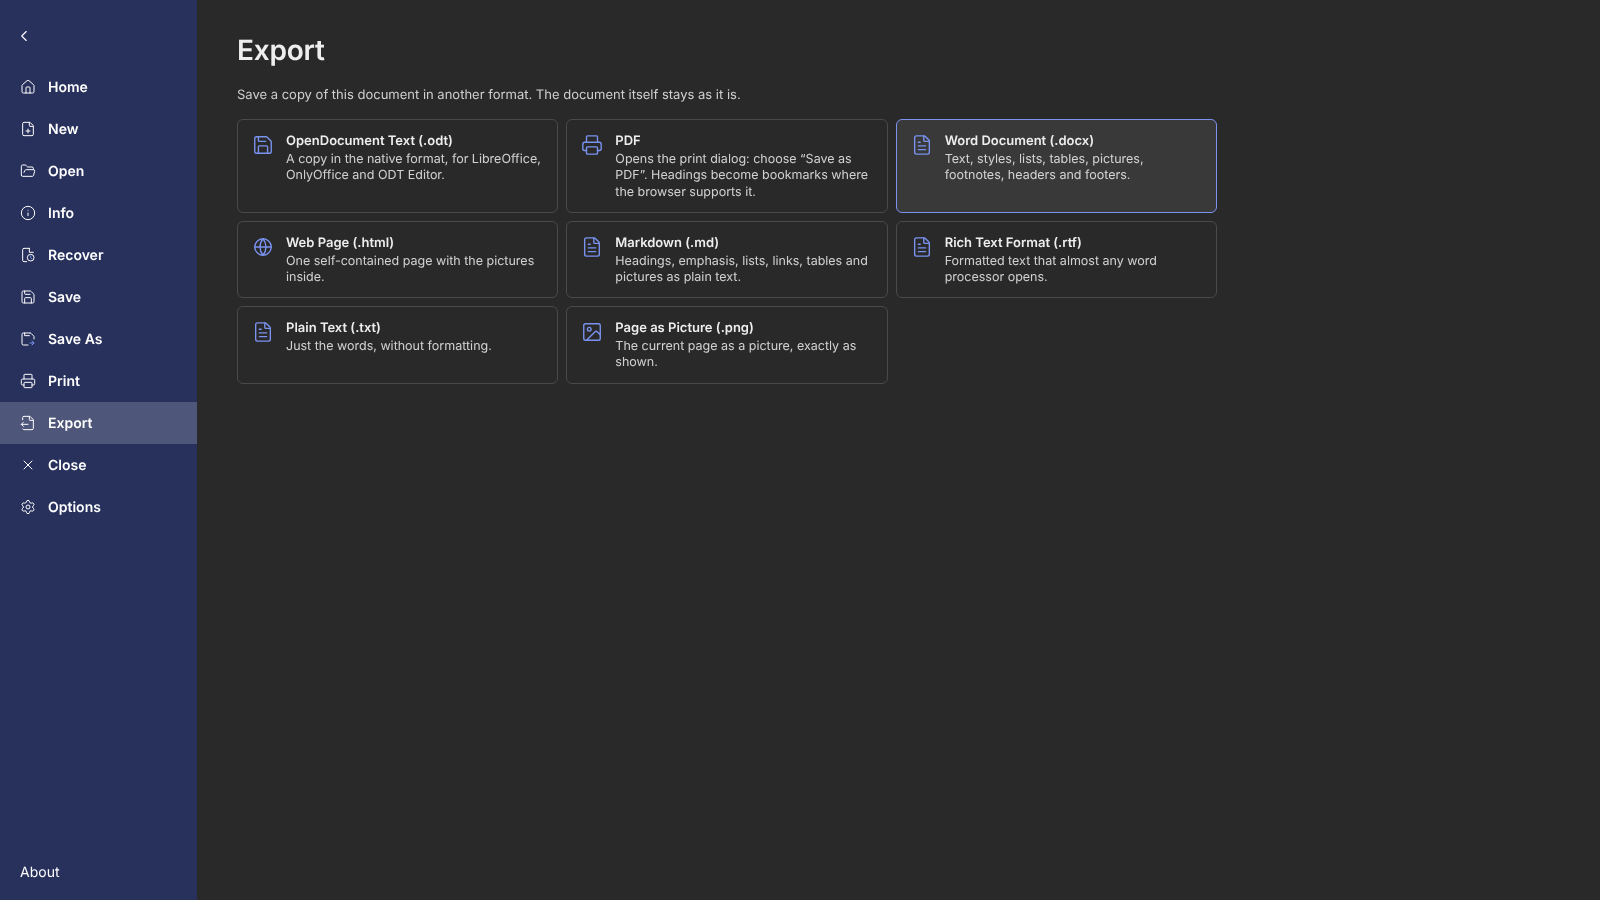 Home
New
Open
Info
Recover
Save
Save As
Print
Export
Close
Options
About
Export
Save a copy of this document in another format. The document itself stays as it is.
OpenDocument Text (.odt)
A copy in the native format, for LibreOffice,
OnlyOffice and ODT Editor.
PDF
Opens the print dialog: choose “Save as
PDF”. Headings become bookmarks where
the browser supports it.
Word Document (.docx)
Text, styles, lists, tables, pictures,
footnotes, headers and footers.
Web Page (.html)
One self-contained page with the pictures
inside.
Markdown (.md)
Headings, emphasis, lists, links, tables and
pictures as plain text.
Rich Text Format (.rtf)
Formatted text that almost any word
processor opens.
Plain Text (.txt)
Just the words, without formatting.
Page as Picture (.png)
The current page as a picture, exactly as
shown.